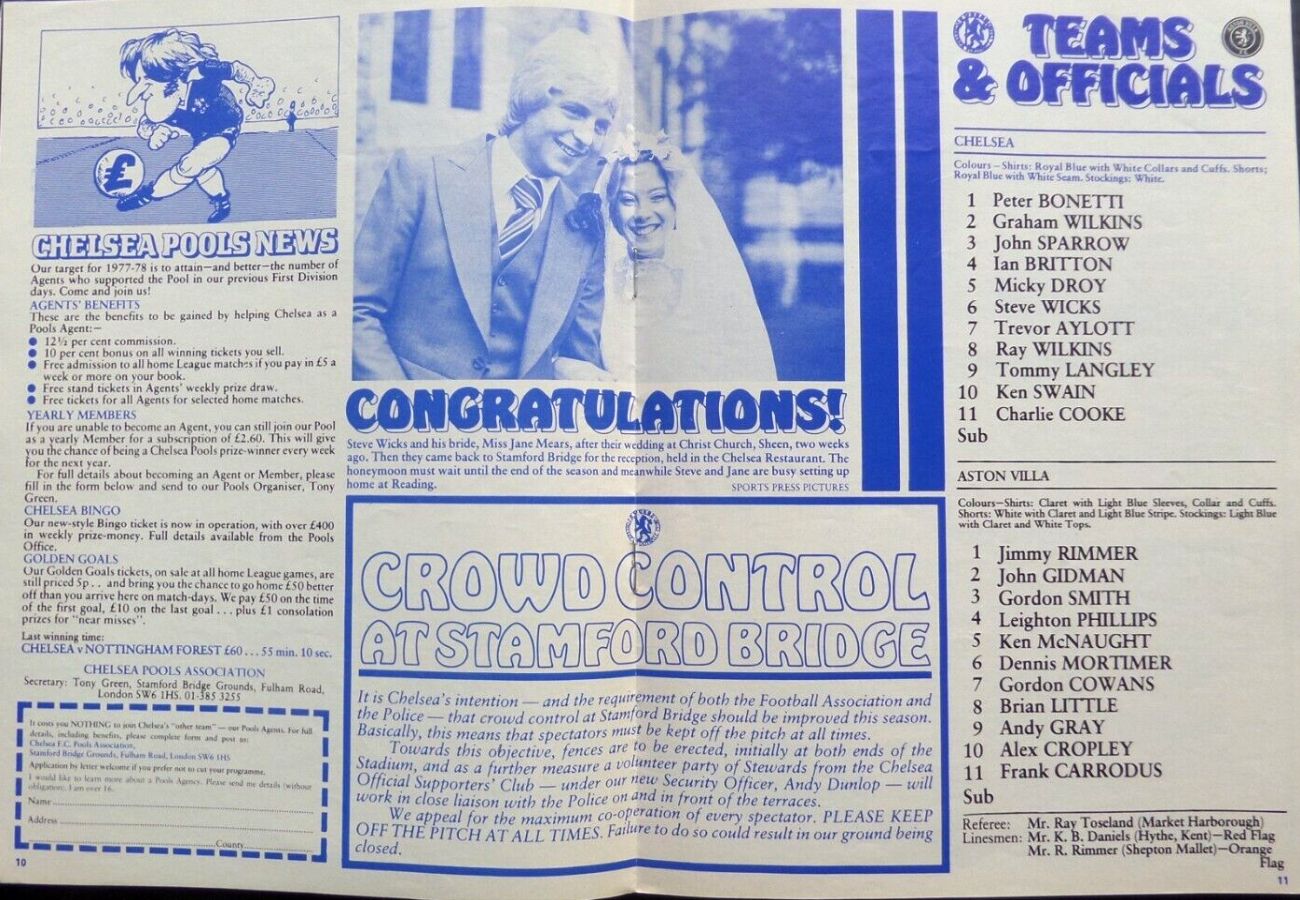 £
CHELSEA POOLS NEWS
Our target for 1977-78 is to attain—and better—the number of
Agents who supported the Pool in our previous First Division
days. Come and join us!
AGENTS' BENEFITS
These are the benefits to be gained by helping Chelsea as a
Pools Agent:—
● 12½ per cent commission.
● 10 per cent bonus on all winning tickets you sell.
● Free admission to all home League matches if you pay in £5 a
week or more on your book.
● Free stand tickets in Agents' weekly prize draw.
● Free tickets for all Agents for selected home matches.
YEARLY MEMBERS
If you are unable to become an Agent, you can still join our Pool
as a yearly Member for a subscription of £2.60. This will give
you the chance of being a Chelsea Pools prize-winner every week
for the next year.
For full details about becoming an Agent or Member, please
fill in the form below and send to our Pools Organiser, Tony
Green.
CHELSEA BINGO
Our new-style Bingo ticket is now in operation, with over £400
in weekly prize-money. Full details available from the Pools
Office.
GOLDEN GOALS
Our Golden Goals tickets, on sale at all home League games, are
still priced 5p . . and bring you the chance to go home £50 better
off than you arrive here on match-days. We pay £50 on the time
of the first goal, £10 on the last goal . . . plus £1 consolation
prizes for "near misses".
Last winning time:
CHELSEA v NOTTINGHAM FOREST £60 . . . 55 min. 10 sec.
CHELSEA POOLS ASSOCIATION
Secretary: Tony Green, Stamford Bridge Grounds, Fulham Road,
London SW6 1HS. 01-385 3255
It costs you NOTHING to join Chelsea's "other team" — our Pools Agents. For full
details, including benefits, please complete form and post to:
Chelsea F.C. Pools Association,
Stamford Bridge Grounds, Fulham Road, London SW6 1HS
Application by letter welcome if you prefer not to cut your programme.
I would like to learn more about a Pools Agency. Please send me details (without
obligation). I am over 16.
Name
Address
County
10
CONGRATULATIONS!
Steve Wicks and his bride, Miss Jane Mears, after their wedding at Christ Church, Sheen, two weeks
ago. Then they came back to Stamford Bridge for the reception, held in the Chelsea Restaurant. The
honeymoon must wait until the end of the season and meanwhile Steve and Jane are busy setting up
home at Reading.
SPORTS PRESS PICTURES
CROWD CONTROL
AT STAMFORD BRIDGE
It is Chelsea's intention — and the requirement of both the Football Association and
the Police — that crowd control at Stamford Bridge should be improved this season.
Basically, this means that spectators must be kept off the pitch at all times.
Towards this objective, fences are to be erected, initially at both ends of the
Stadium, and as a further measure a volunteer party of Stewards from the Chelsea
Official Supporters' Club — under our new Security Officer, Andy Dunlop — will
work in close liaison with the Police on and in front of the terraces.
We appeal for the maximum co-operation of every spectator. PLEASE KEEP
OFF THE PITCH AT ALL TIMES. Failure to do so could result in our ground being
closed.
TEAMS
& OFFICIALS
CHELSEA
Colours – Shirts: Royal Blue with White Collars and Cuffs. Shorts;
Royal Blue with White Seam. Stockings: White.
1 Peter BONETTI
2 Graham WILKINS
3 John SPARROW
4 Ian BRITTON
5 Micky DROY
6 Steve WICKS
7 Trevor AYLOTT
8 Ray WILKINS
9 Tommy LANGLEY
10 Ken SWAIN
11 Charlie COOKE
Sub
ASTON VILLA
Colours—Shirts: Claret with Light Blue Sleeves, Collar and Cuffs.
Shorts: White with Claret and Light Blue Stripe. Stockings: Light Blue
with Claret and White Tops.
1 Jimmy RIMMER
2 John GIDMAN
3 Gordon SMITH
4 Leighton PHILLIPS
5 Ken McNAUGHT
6 Dennis MORTIMER
7 Gordon COWANS
8 Brian LITTLE
9 Andy GRAY
10 Alex CROPLEY
11 Frank CARRODUS
Sub
Referee: Mr. Ray Toseland (Market Harborough)
Linesmen: Mr. K. B. Daniels (Hythe, Kent)—Red Flag
Mr. R. Rimmer (Shepton Mallet)—Orange
Flag
11